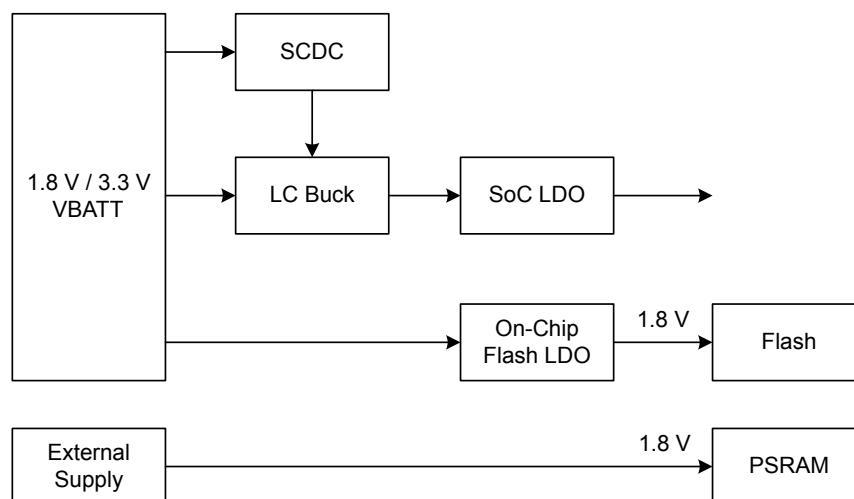 SCDC
1.8 V / 3.3 V
VBATT
LC Buck
SoC LDO
On-Chip
Flash LDO
1.8 V
Flash
External
Supply
1.8 V
PSRAM